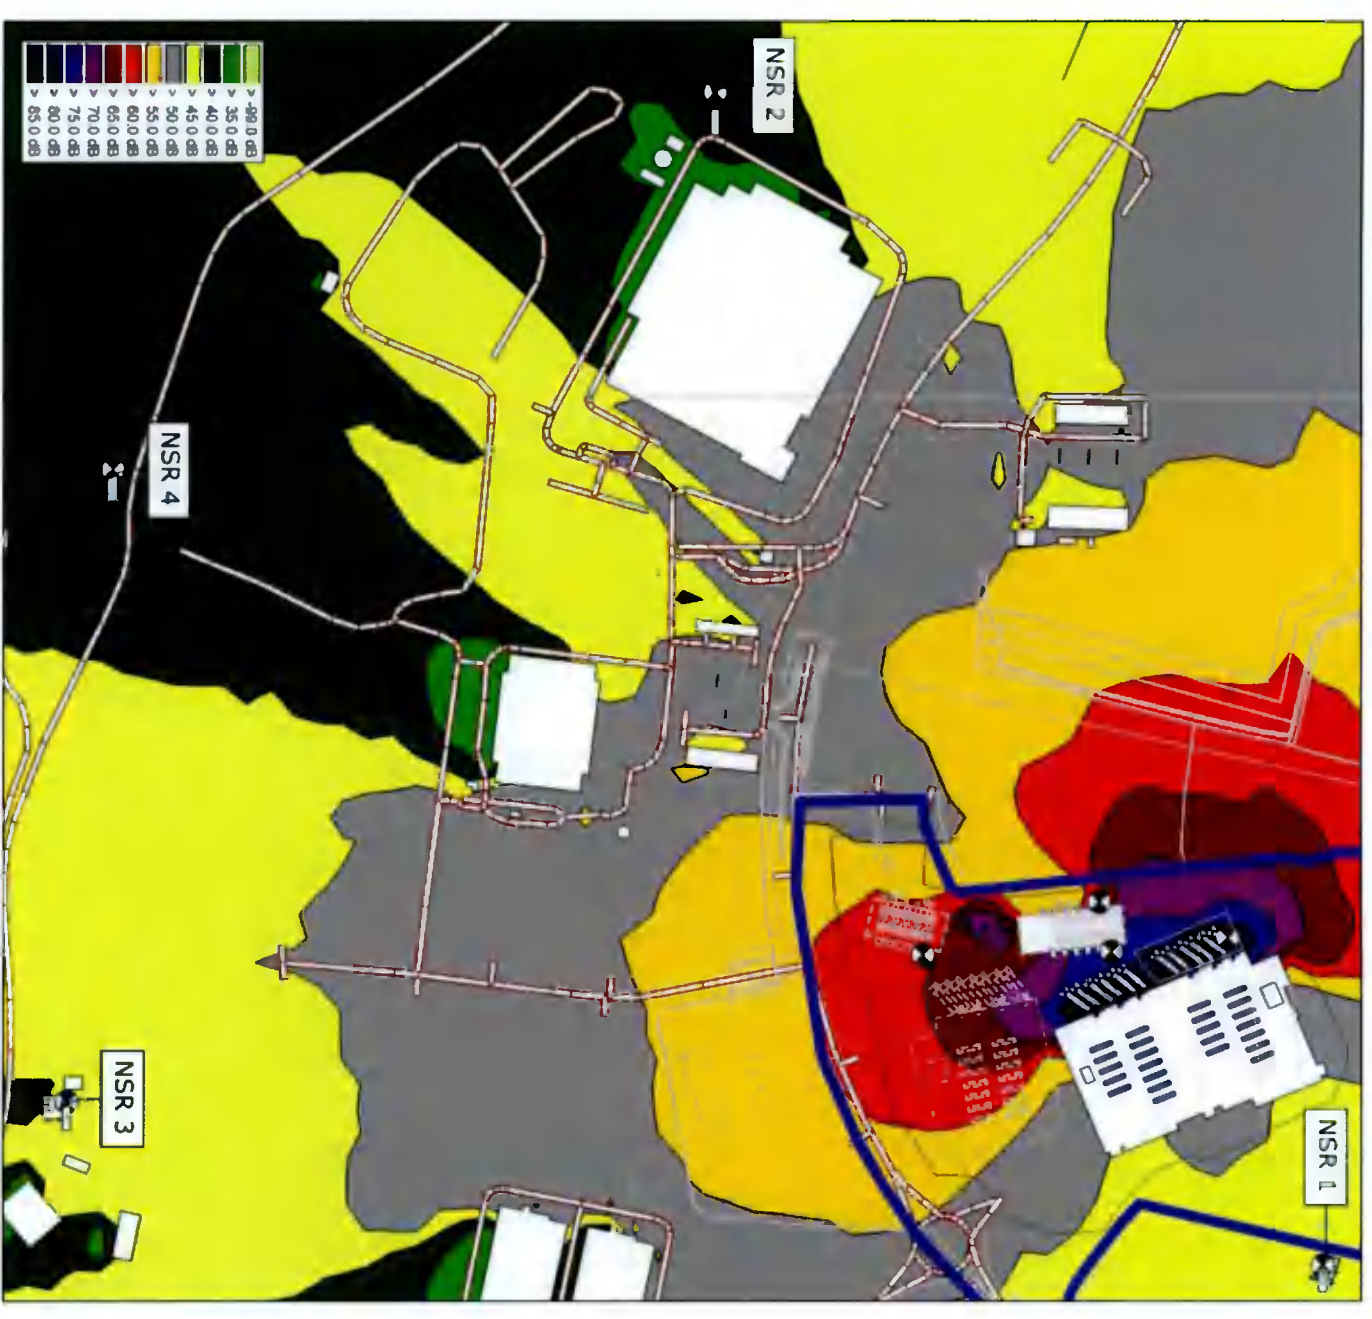 > -99.0 dB
> 35.0 dB
> 40.0 dB
> 45.0 dB
> 50.0 dB
> 55.0 dB
> 60.0 dB
> 65.0 dB
> 70.0 dB
> 75.0 dB
> 80.0 dB
> 85.0 dB
NSR 2
NSR 4
NSR 3
NSR 1